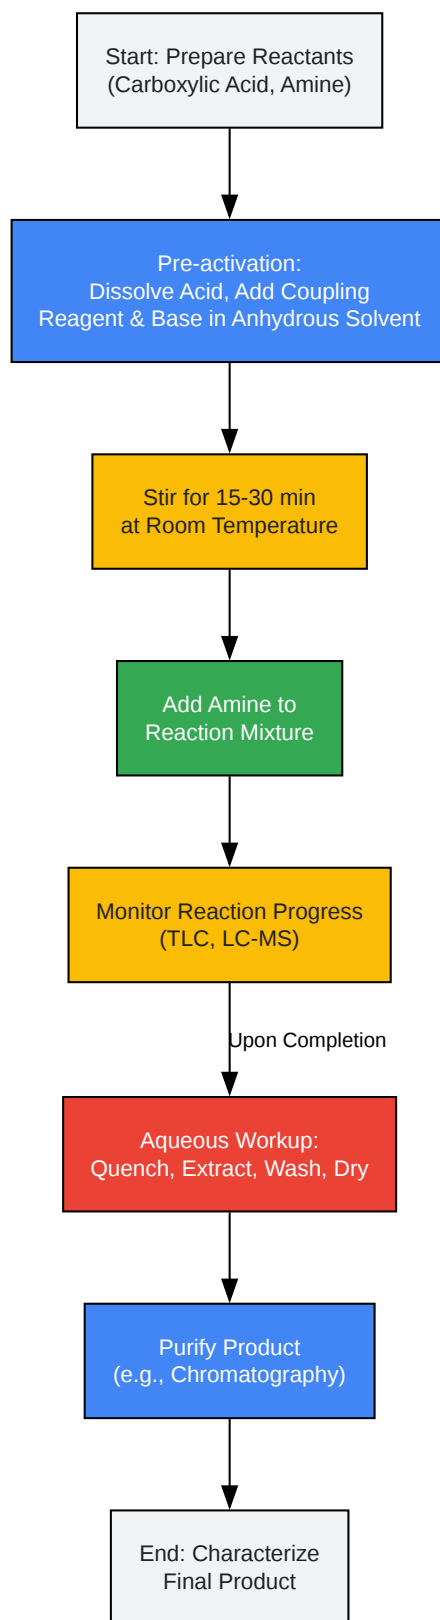 Start: Prepare Reactants
(Carboxylic Acid, Amine)
Pre-activation:
Dissolve Acid, Add Coupling
Reagent & Base in Anhydrous Solvent
Stir for 15-30 min
at Room Temperature
Add Amine to
Reaction Mixture
Monitor Reaction Progress
(TLC, LC-MS)
Upon Completion
Aqueous Workup:
Quench, Extract, Wash, Dry
Purify Product
(e.g., Chromatography)
End: Characterize
Final Product